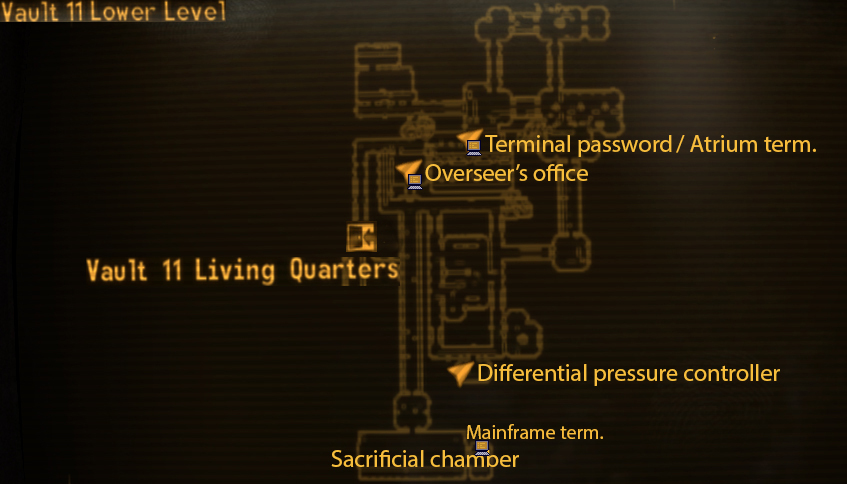 Vault 11 Lower Level
Terminal password / Atrium term.
Overseer's office
Vault 11 Living Quarters
Differential pressure controller
Mainframe term.
Sacrificial chamber